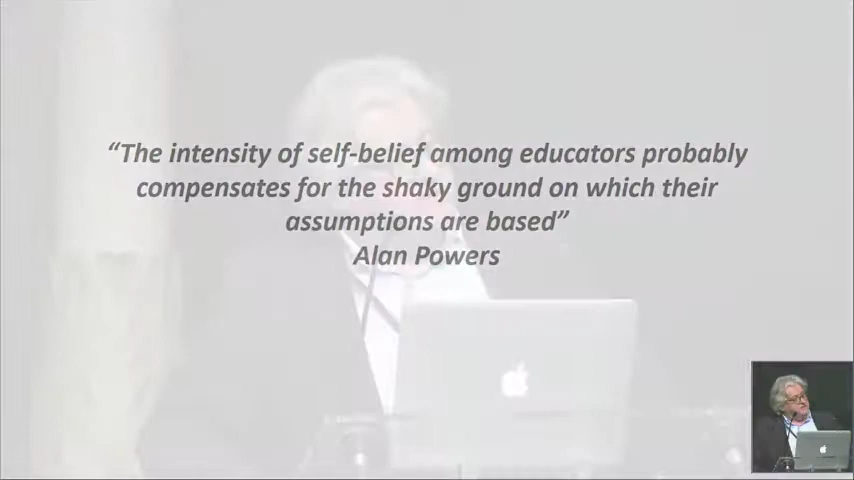 “The intensity of self-belief among educators probably
compensates for the shaky ground on which their
assumptions are based”
Alan Powers